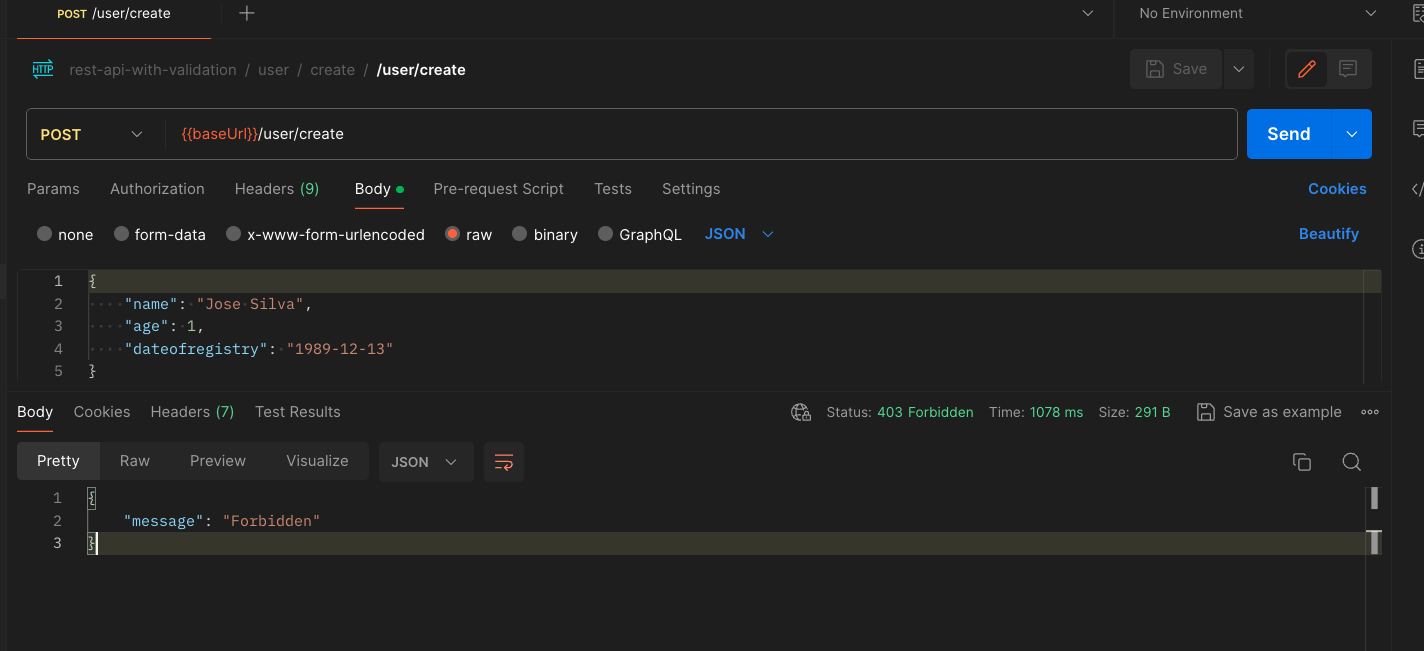 POST /user/create
No Environment
HTTP rest-api-with-validation / user / create / /user/create
Save
POST {{baseUrl}}/user/create Send
Params Authorization Headers (9) Body Pre-request Script Tests Settings Cookies
none form-data x-www-form-urlencoded raw binary GraphQL JSON Beautify
1 {
2 "name": "Jose Silva",
3 "age": 1,
4 "dateofregistry": "1989-12-13"
5 }
Body Cookies Headers (7) Test Results Status: 403 Forbidden Time: 1078 ms Size: 291 B Save as example
Pretty Raw Preview Visualize JSON
1 {
2 "message": "Forbidden"
3 }